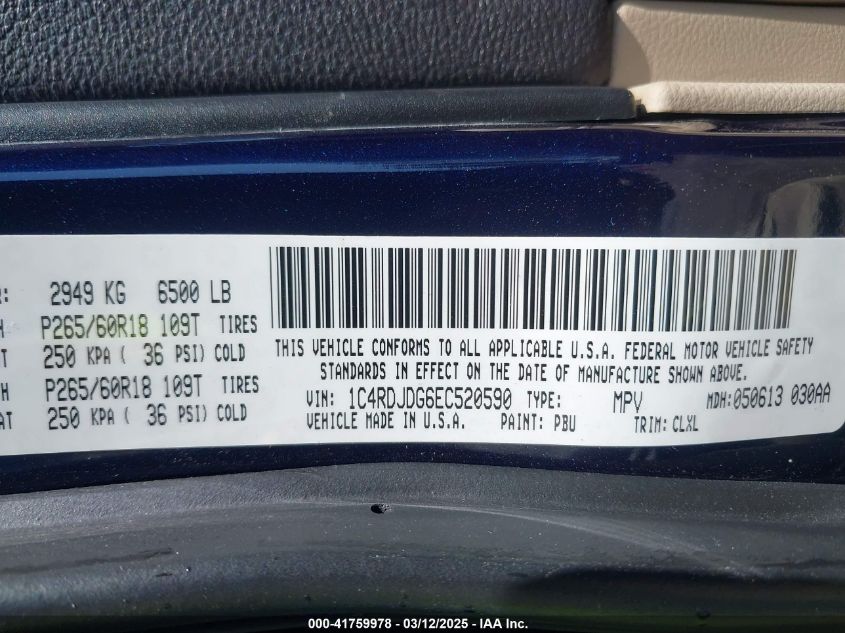 R: 2949 KG 6500 LB
H P265/60R18 109T TIRES
T 250 KPA ( 36 PSI) COLD
H P265/60R18 109T TIRES
AT 250 KPA ( 36 PSI) COLD
THIS VEHICLE CONFORMS TO ALL APPLICABLE U.S.A. FEDERAL MOTOR VEHICLE SAFETY
STANDARDS IN EFFECT ON THE DATE OF MANUFACTURE SHOWN ABOVE.
VIN: 1C4RDJDG6EC520590 TYPE: MPV MDH:050613 030AA
VEHICLE MADE IN U.S.A. PAINT: PBU TRIM: CLXL
000-41759978 - 03/12/2025 - IAA Inc.